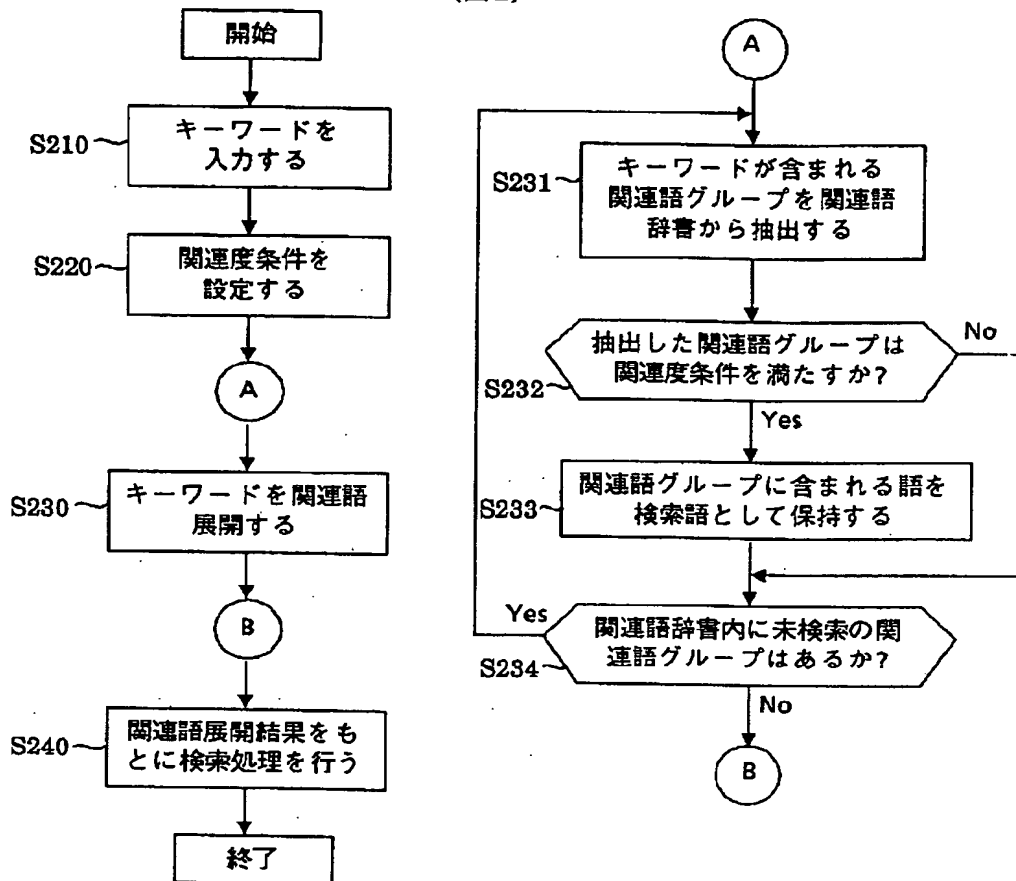 開始
S210
キーワードを
入力する
S220
関連度条件を
設定する
A
S230
キーワードを関連語
展開する
B
S240
関連語展開結果をも
とに検索処理を行う
終了
A
S231
キーワードが含まれる
関連語グループを関連語
辞書から抽出する
抽出した関連語グループは
関連度条件を満たすか?
No
S232
Yes
関連語グループに含まれる語を
検索語として保持する
S233
Yes
関連語辞書内に未検索の関
連語グループはあるか?
S234
No
B